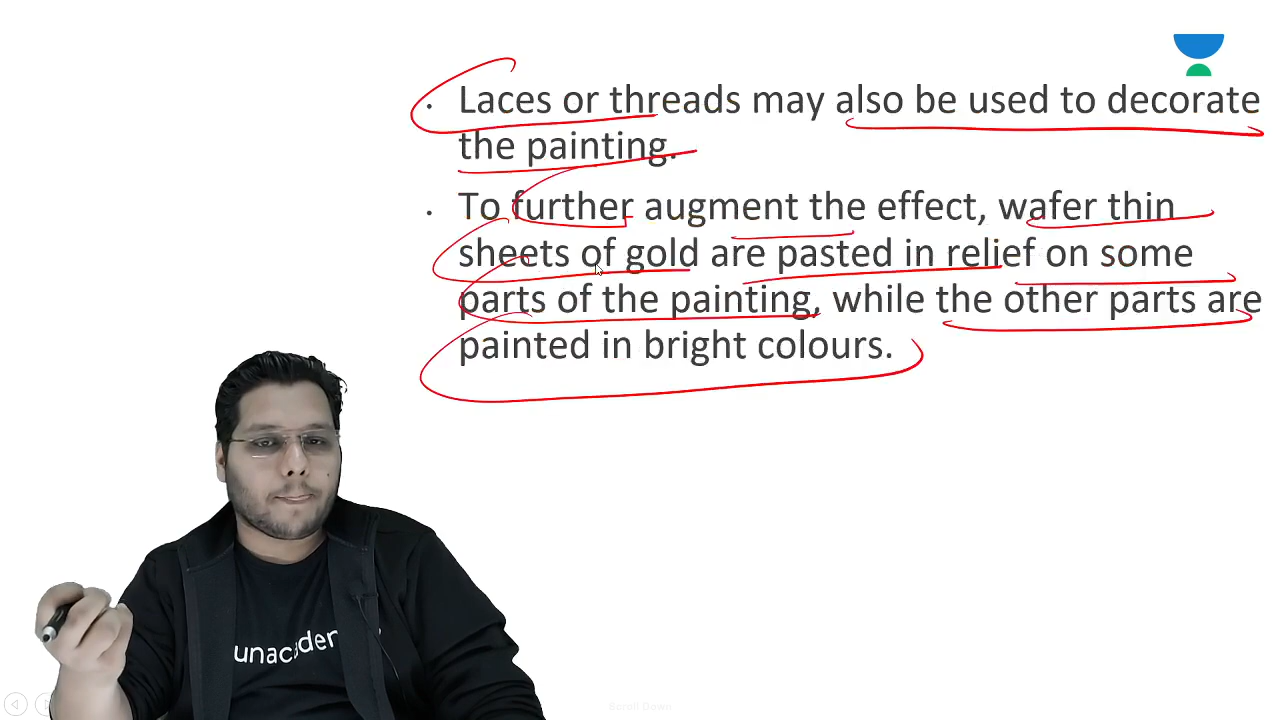 • Laces or threads may also be used to decorate
the painting.
• To further augment the effect, wafer thin
sheets of gold are pasted in relief on some
parts of the painting, while the other parts are
painted in bright colours.
Scroll Down